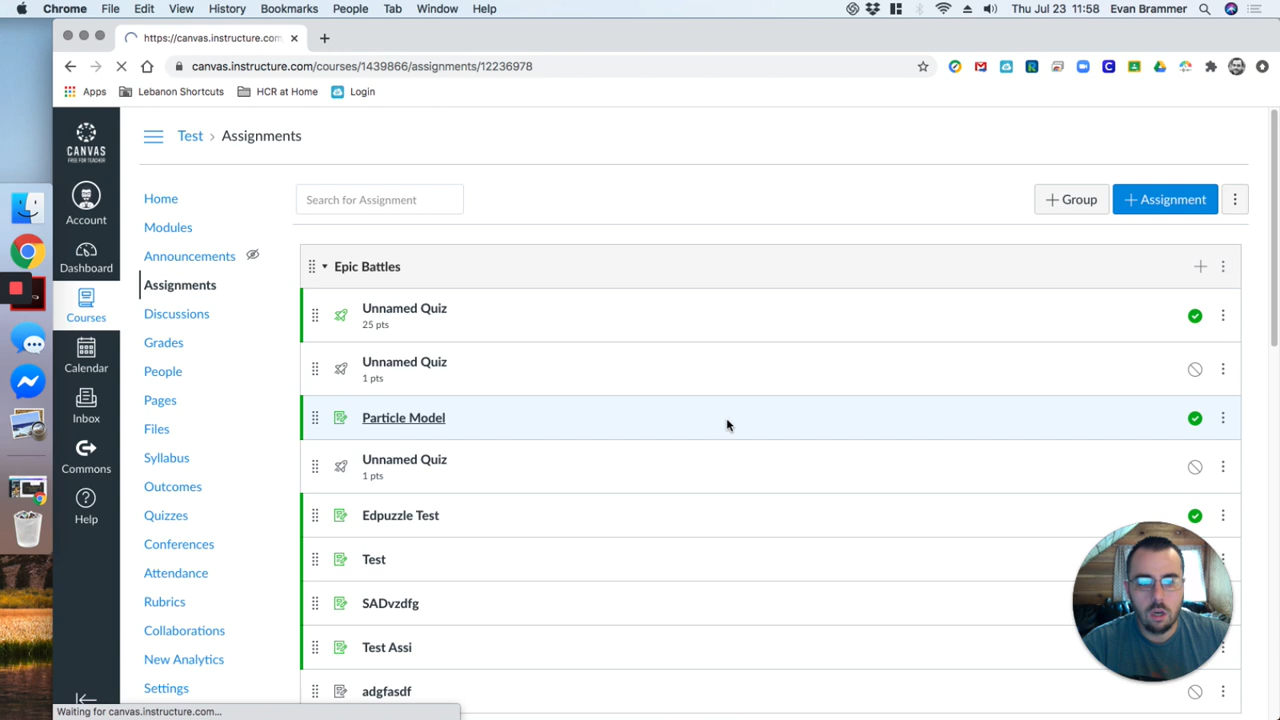 Chrome File Edit View History Bookmarks People Tab Window Help Thu Jul 23 11:58 Evan Brammer
https://canvas.instructure.com
canvas.instructure.com/courses/1439866/assignments/12236978
Apps Lebanon Shortcuts HCR at Home Login
CANVAS
FREE FOR TEACHER
Account
Dashboard
Courses
Calendar
Inbox
Commons
Help
Test › Assignments
Home
Modules
Announcements
Assignments
Discussions
Grades
People
Pages
Files
Syllabus
Outcomes
Quizzes
Conferences
Attendance
Rubrics
Collaborations
New Analytics
Settings
Search for Assignment
+ Group
+ Assignment
Epic Battles
Unnamed Quiz
25 pts
Unnamed Quiz
1 pts
Particle Model
Unnamed Quiz
1 pts
Edpuzzle Test
Test
SADvzdfg
Test Assi
adgfasdf
Waiting for canvas.instructure.com...